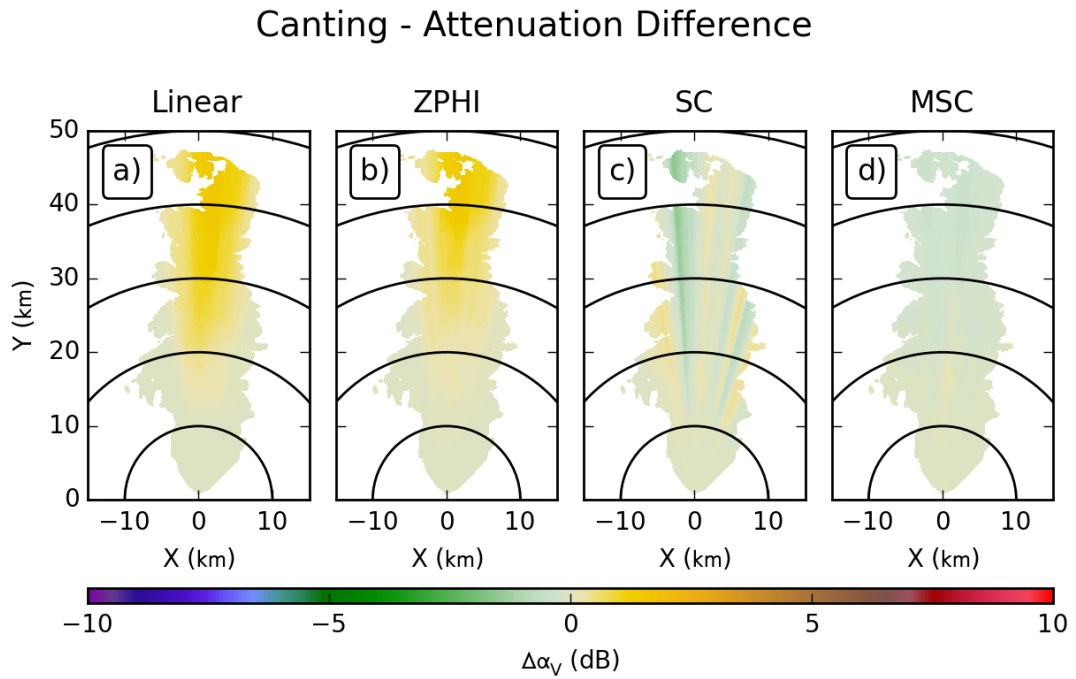 Canting - Attenuation Difference
Linear ZPHI SC MSC
a) b) c) d)
50
40
30
20
10
0
Y (km)
−10 0 10 −10 0 10 −10 0 10 −10 0 10
X (km) X (km) X (km) X (km)
−10 −5 0 5 10
Δα_V (dB)